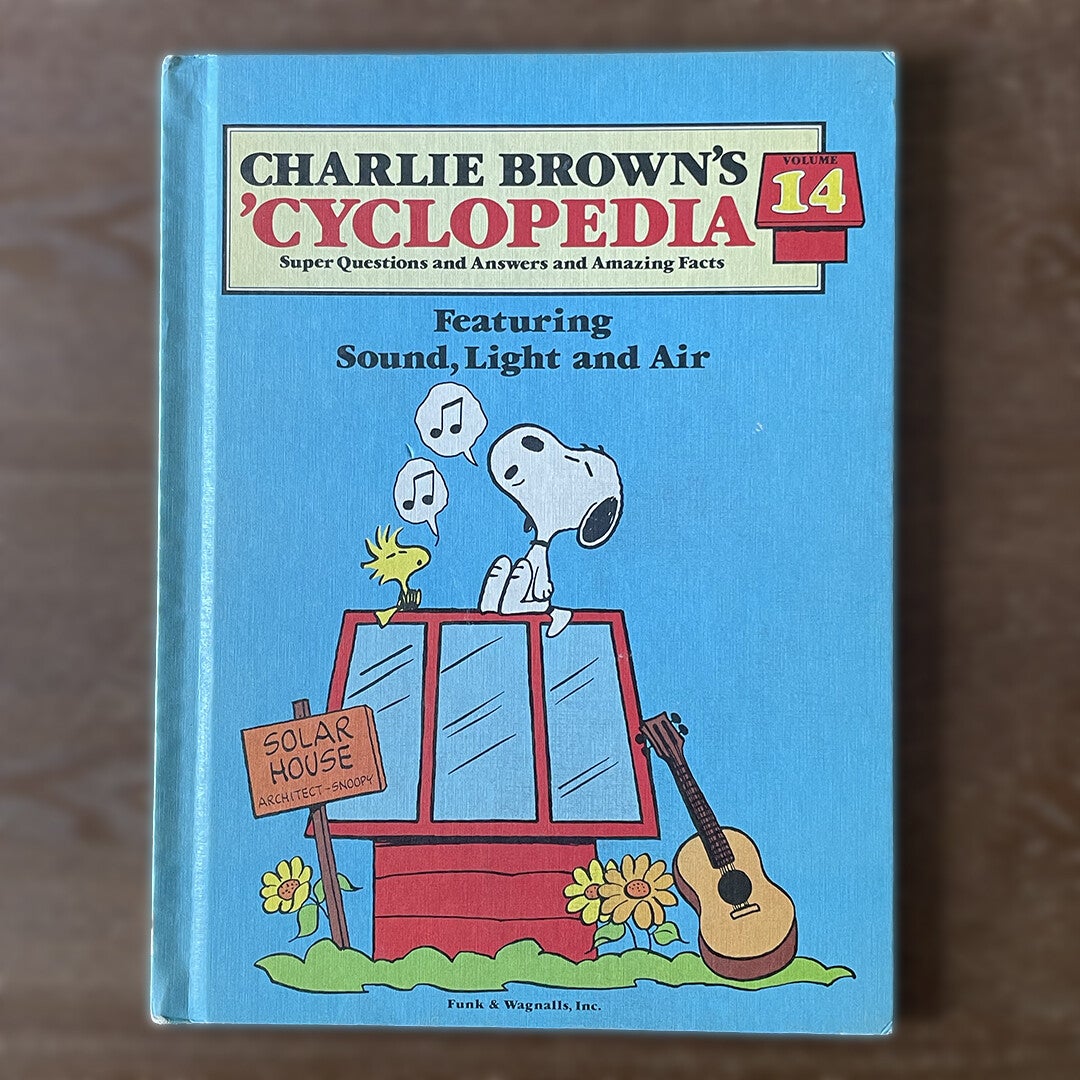 CHARLIE BROWN'S
'CYCLOPEDIA
Super Questions and Answers and Amazing Facts
VOLUME
14
Featuring
Sound, Light and Air
SOLAR
HOUSE
ARCHITECT-SNOOPY
Funk & Wagnalls, Inc.